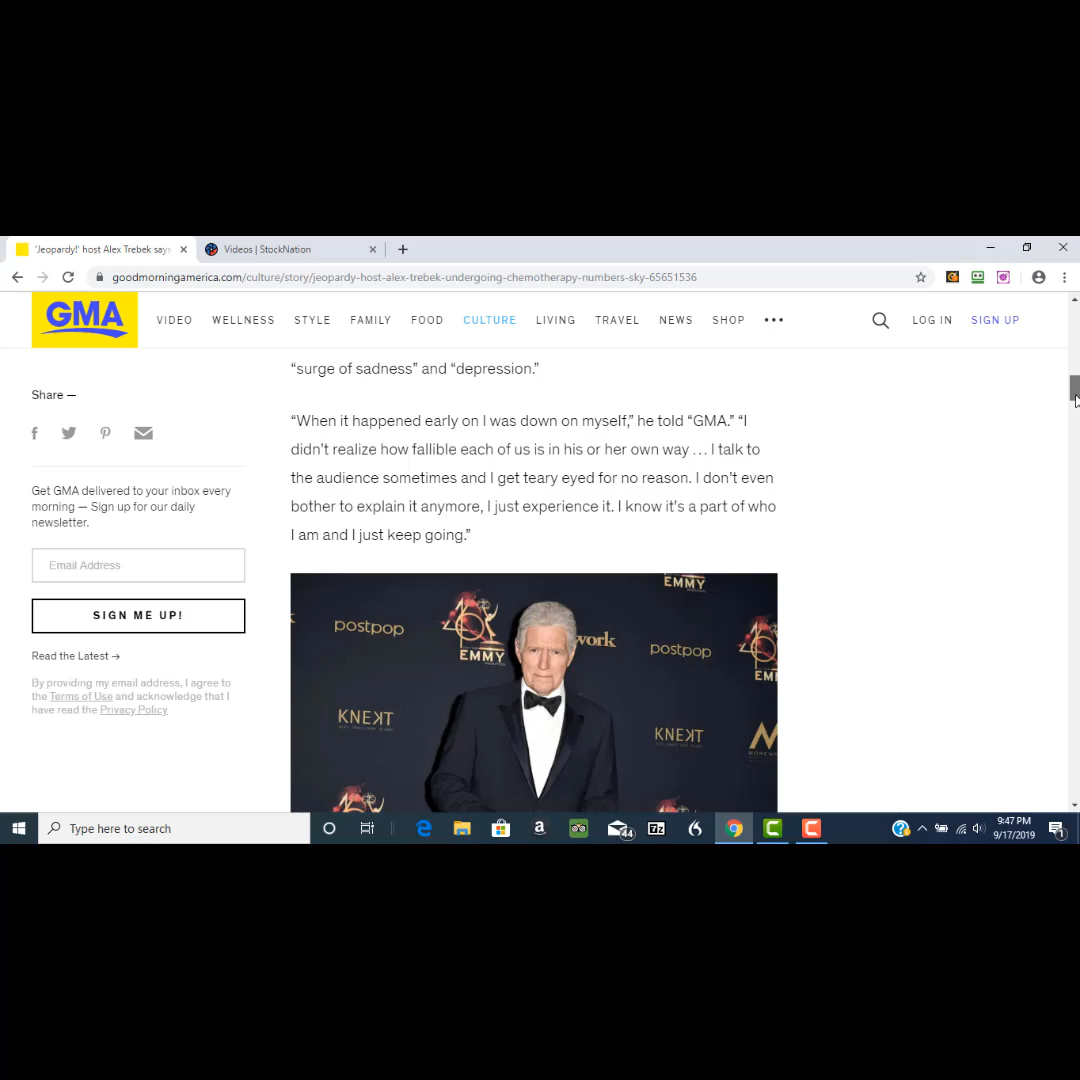 'Jeopardy!' host Alex Trebek says
Videos | StockNation
goodmorningamerica.com/culture/story/jeopardy-host-alex-trebek-undergoing-chemotherapy-numbers-sky-65651536
GMA
VIDEO WELLNESS STYLE FAMILY FOOD CULTURE LIVING TRAVEL NEWS SHOP ••• LOG IN SIGN UP
“surge of sadness” and “depression.”
“When it happened early on I was down on myself,” he told “GMA.” “I
didn’t realize how fallible each of us is in his or her own way … I talk to
the audience sometimes and I get teary eyed for no reason. I don’t even
bother to explain it anymore, I just experience it. I know it's a part of who
I am and I just keep going.”
Share —
Get GMA delivered to your inbox every
morning — Sign up for our daily
newsletter.
Email Address
SIGN ME UP!
Read the Latest →
By providing my email address, I agree to
the Terms of Use and acknowledge that I
have read the Privacy Policy
EMMY
postpop
EMMY
work
postpop
EM
KNEKT
KNEKT
Type here to search
44
7z
9:47 PM
9/17/2019
1